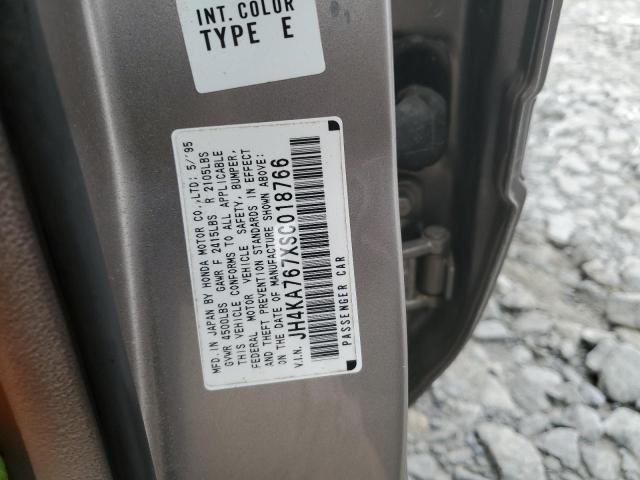 INT. COLOR
TYPE E
MFD. IN JAPAN BY HONDA MOTOR CO.,LTD; 5/'95
GVWR 4500LBS GAWR F 2415LBS R 2105LBS
THIS VEHICLE CONFORMS TO ALL APPLICABLE
FEDERAL MOTOR VEHICLE SAFETY, BUMPER,
AND THEFT PREVENTION STANDARDS IN EFFECT
ON THE DATE OF MANUFACTURE SHOWN ABOVE:
V.I.N. JH4KA767XSC018766
PASSENGER CAR